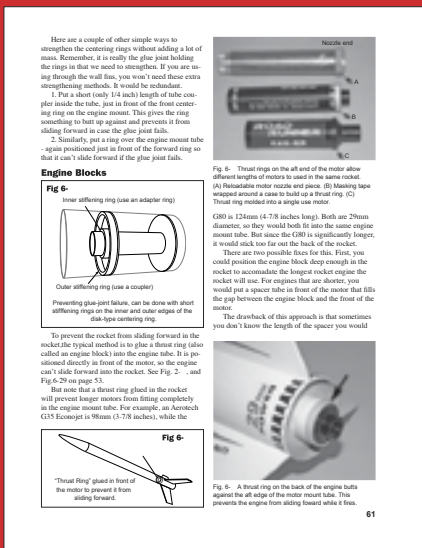 Here are a couple of other simple ways to
strengthen the centering rings without adding a lot of
mass. Remember, it is really the glue joint holding
the rings in that we need to strengthen. If you are us-
ing through the wall fins, you won't need these extra
strengthening methods. It would be redundant.
1. Put a short (only 1/4 inch) length of tube cou-
pler inside the tube, just in front of the front center-
ing ring on the engine mount. This gives the ring
something to butt up against and prevents it from
sliding forward in case the glue joint fails.
2. Similarly, put a ring over the engine mount tube
- again positioned just in front of the forward ring so
that it can't slide forward if the glue joint fails.
Engine Blocks
Fig 6-
Inner stiffening ring (use an adapter ring)
Outer stiffening ring (use a coupler)
Preventing glue-joint failure, can be done with short
stifffening rings on the inner and outer edges of the
disk-type centering ring.
To prevent the rocket from sliding forward in the
rocket,the typical method is to glue a thrust ring (also
called an engine block) into the engine tube. It is po-
sitioned directly in front of the motor, so the engine
can't slide forward into the rocket. See Fig. 2- , and
Fig.6-29 on page 53.
But note that a thrust ring glued in the rocket
will prevent longer motors from fitting completely
in the engine mount tube. For example, an Aerotech
G35 Econojet is 98mm (3-7/8 inches), while the
Fig 6-
"Thrust Ring" glued in front of
the motor to prevent it from
sliding forward.
Nozzle end
A
B
C
Fig. 6- Thrust rings on the aft end of the motor allow
different lengths of motors to used in the same rocket.
(A) Reloadable motor nozzle end piece. (B) Masking tape
wrapped around a case to build up a thrust ring. (C)
Thrust ring molded into a single use motor.
G80 is 124mm (4-7/8 inches long). Both are 29mm
diameter, so they would both fit into the same engine
mount tube. But since the G80 is significantly longer,
it would stick too far out the back of the rocket.
There are two possible fixes for this. First, you
could position the engine block deep enough in the
rocket to accomadate the longest rocket engine the
rocket will use. For engines that are shorter, you
would put a spacer tube in front of the motor that fills
the gap between the engine block and the front of the
motor.
The drawback of this approach is that sometimes
you don't know the length of the spacer you would
Fig. 6- A thrust ring on the back of the engine butts
against the aft edge of the motor mount tube. This
prevents the engine from sliding foward while it fires.
61